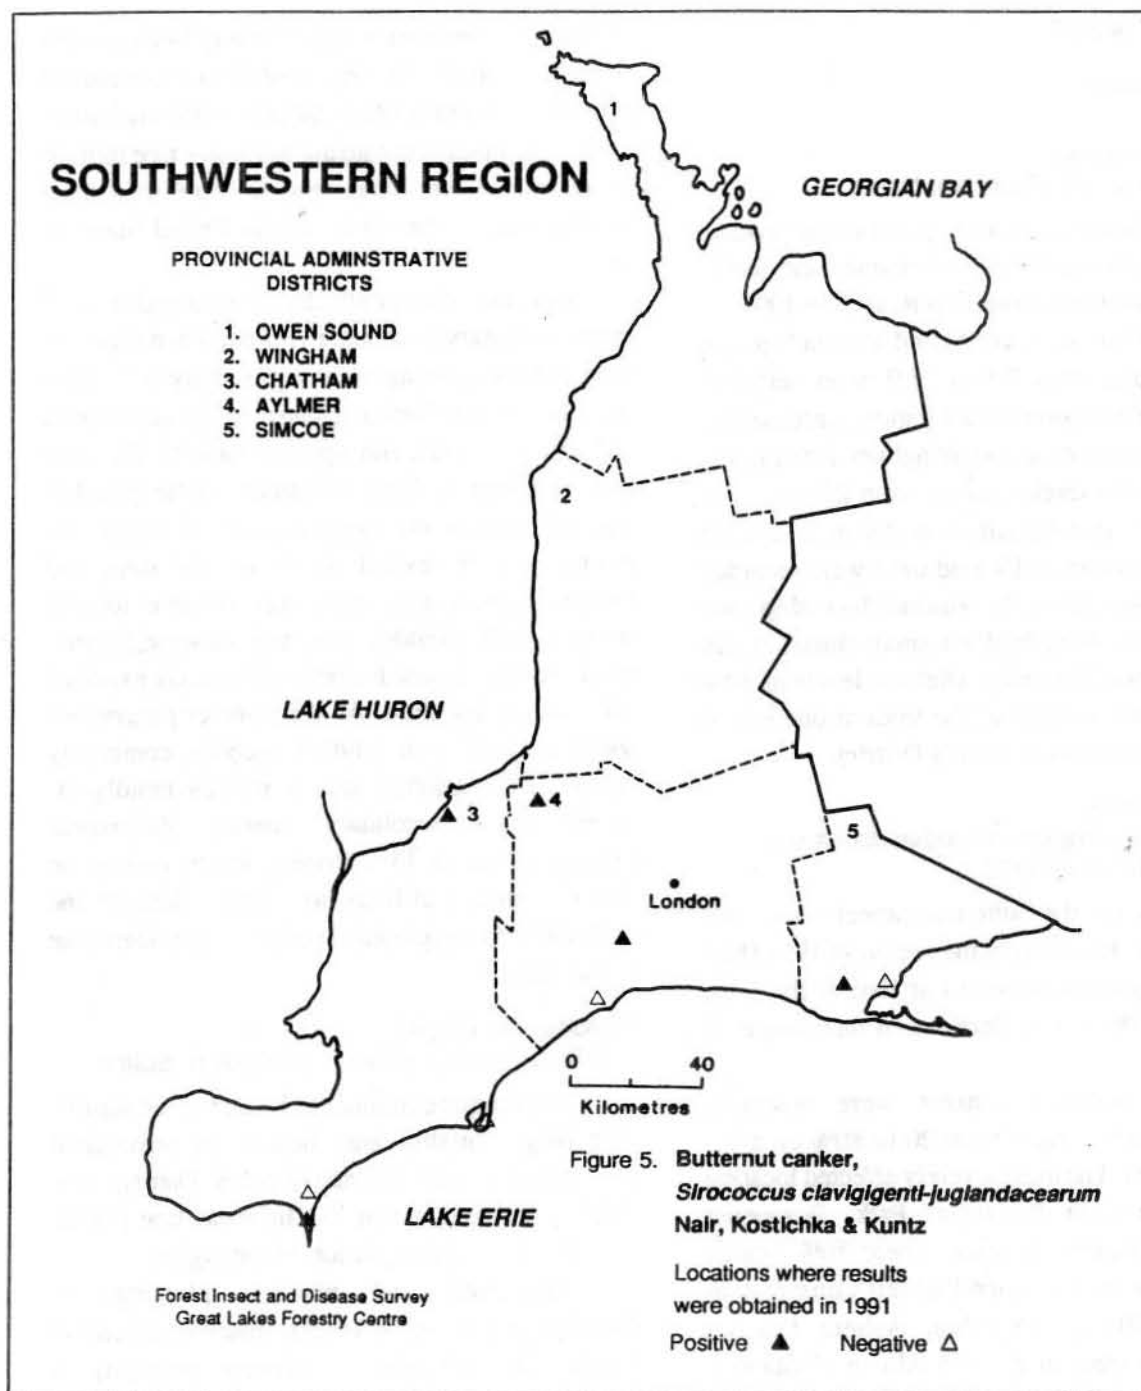 1
SOUTHWESTERN REGION
GEORGIAN BAY
PROVINCIAL ADMINSTRATIVE
DISTRICTS
1. OWEN SOUND
2. WINGHAM
3. CHATHAM
4. AYLMER
5. SIMCOE
2
LAKE HURON
3
4
5
London
0 40
Kilometres
Figure 5. Butternut canker,
Sirococcus clavigigenti-juglandacearum
Nair, Kostichka & Kuntz
LAKE ERIE
Locations where results
were obtained in 1991
Forest Insect and Disease Survey
Great Lakes Forestry Centre
Positive ▲ Negative △